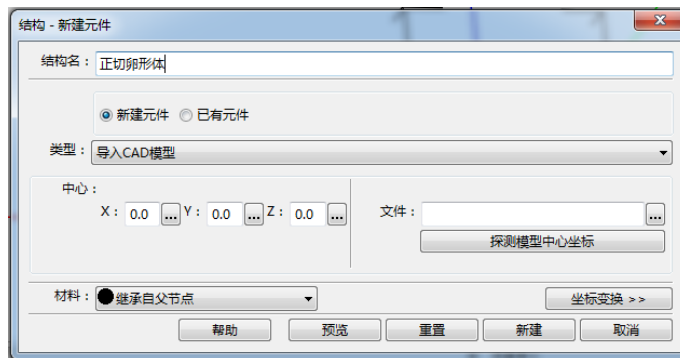 结构 - 新建元件
结构名： 正切卵形体
新建元件 已有元件
类型： 导入CAD模型
中心：
X： 0.0 ... Y： 0.0 ... Z： 0.0 ... 文件： ...
探测模型中心坐标
材料： 继承自父节点 坐标变换 >>
帮助 预览 重置 新建 取消